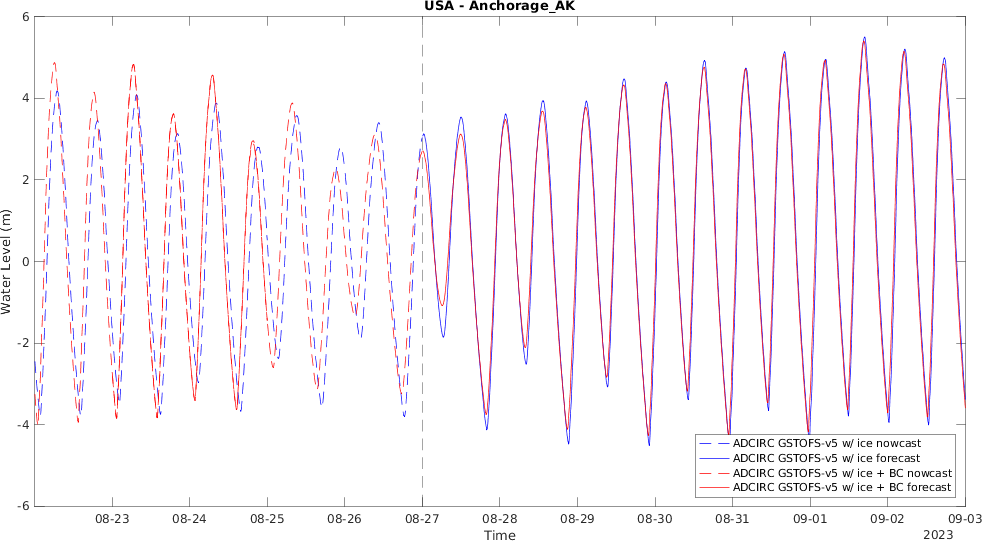 USA - Anchorage_AK
6
4
2
0
-2
-4
-6
Water Level (m)
ADCIRC GSTOFS-v5 w/ ice nowcast
ADCIRC GSTOFS-v5 w/ ice forecast
ADCIRC GSTOFS-v5 w/ ice + BC nowcast
ADCIRC GSTOFS-v5 w/ ice + BC forecast
08-23 08-24 08-25 08-26 08-27 08-28 08-29 08-30 08-31 09-01 09-02 09-03
Time
2023